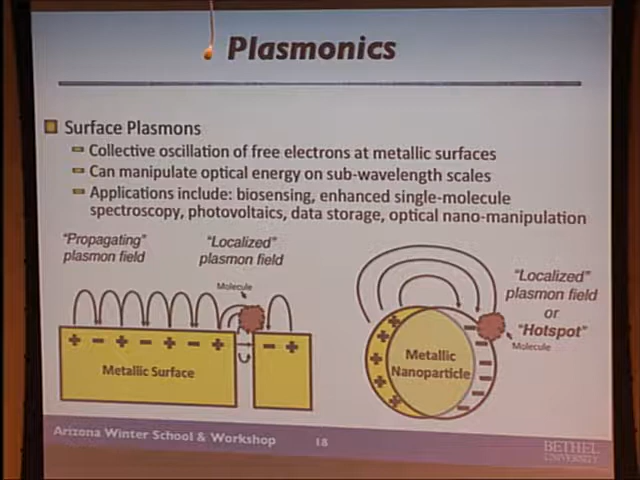 Plasmonics
Surface Plasmons
Collective oscillation of free electrons at metallic surfaces
Can manipulate optical energy on sub-wavelength scales
Applications include: biosensing, enhanced single-molecule
spectroscopy, photovoltaics, data storage, optical nano-manipulation
"Propagating"
plasmon field
"Localized"
plasmon field
Molecule
+ - + - + - +
- +
Metallic Surface
"Localized"
plasmon field
or
"Hotspot"
Molecule
Metallic
Nanoparticle
Arizona Winter School & Workshop
18
BETHEL
UNIVERSITY